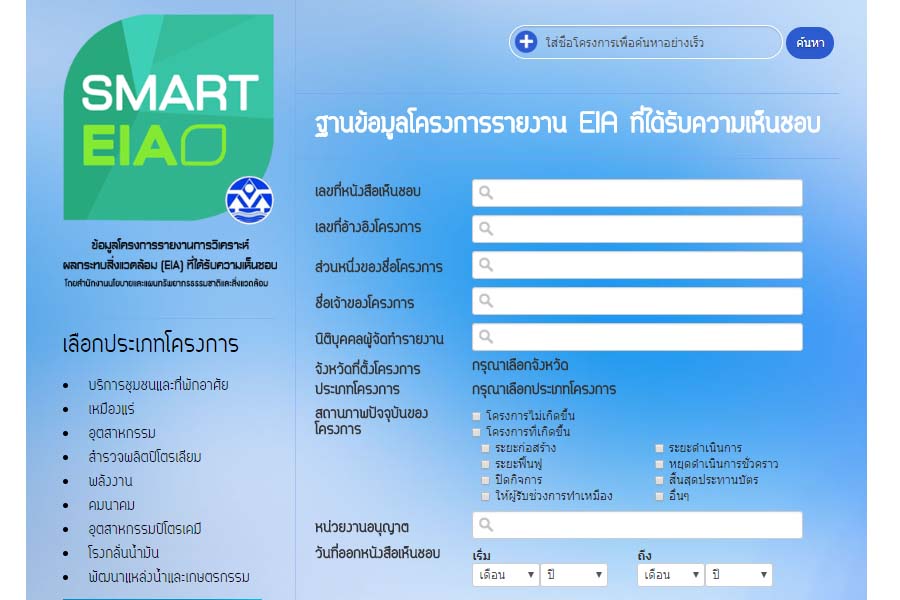 SMART
EIA
ข้อมูลโครงการรายงานการวิเคราะห์
ผลกระทบสิ่งแวดล้อม (EIA) ที่ได้รับความเห็นชอบ
โดยสำนักงานนโยบายและแผนทรัพยากรธรรมชาติและสิ่งแวดล้อม
เลือกประเภทโครงการ
บริการชุมชนและที่พักอาศัย
เหมืองแร่
อุตสาหกรรม
สำรวจผลิตปิโตรเลียม
พลังงาน
คมนาคม
อุตสาหกรรมปิโตรเคมี
โรงกลั่นน้ำมัน
พัฒนาแหล่งน้ำและเกษตรกรรม
ใส่ชื่อโครงการเพื่อค้นหาอย่างเร็ว ค้นหา
ฐานข้อมูลโครงการรายงาน EIA ที่ได้รับความเห็นชอบ
เลขที่หนังสือเห็นชอบ
เลขที่อ้างอิงโครงการ
ส่วนหนึ่งของชื่อโครงการ
ชื่อเจ้าของโครงการ
นิติบุคคลผู้จัดทำรายงาน
จังหวัดที่ตั้งโครงการ กรุณาเลือกจังหวัด
ประเภทโครงการ กรุณาเลือกประเภทโครงการ
สถานภาพปัจจุบันของ
โครงการ
โครงการไม่เกิดขึ้น
โครงการที่เกิดขึ้น
ระยะก่อสร้าง ระยะดำเนินการ
ระยะฟื้นฟู หยุดดำเนินการชั่วคราว
ปิดกิจการ สิ้นสุดประทานบัตร
ให้ผู้รับช่วงการทำเหมือง อื่นๆ
หน่วยงานอนุญาต
วันที่ออกหนังสือเห็นชอบ เริ่ม ถึง
เดือน ปี เดือน ปี